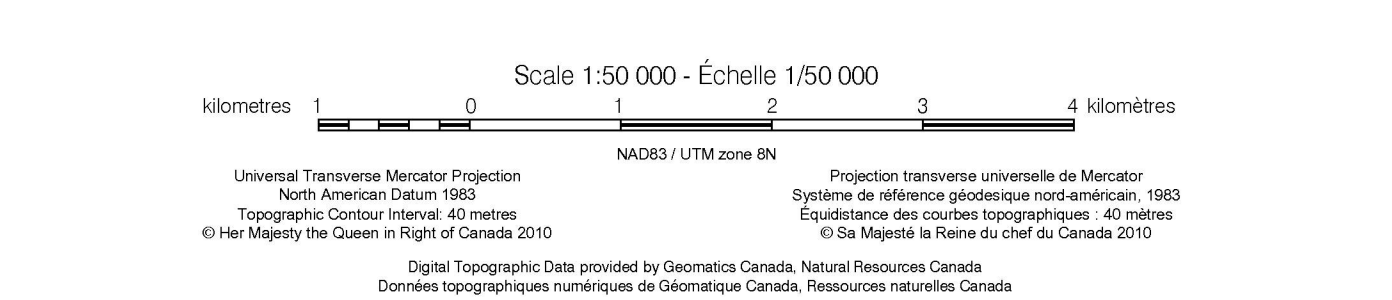 Scale 1:50 000 - Échelle 1/50 000
kilometres 1 0 1 2 3 4 kilomètres
NAD83 / UTM zone 8N
Universal Transverse Mercator Projection
North American Datum 1983
Topographic Contour Interval: 40 metres
© Her Majesty the Queen in Right of Canada 2010
Projection transverse universelle de Mercator
Système de référence géodesique nord-américain, 1983
Équidistance des courbes topographiques : 40 mètres
© Sa Majesté la Reine du chef du Canada 2010
Digital Topographic Data provided by Geomatics Canada, Natural Resources Canada
Données topographiques numériques de Géomatique Canada, Ressources naturelles Canada